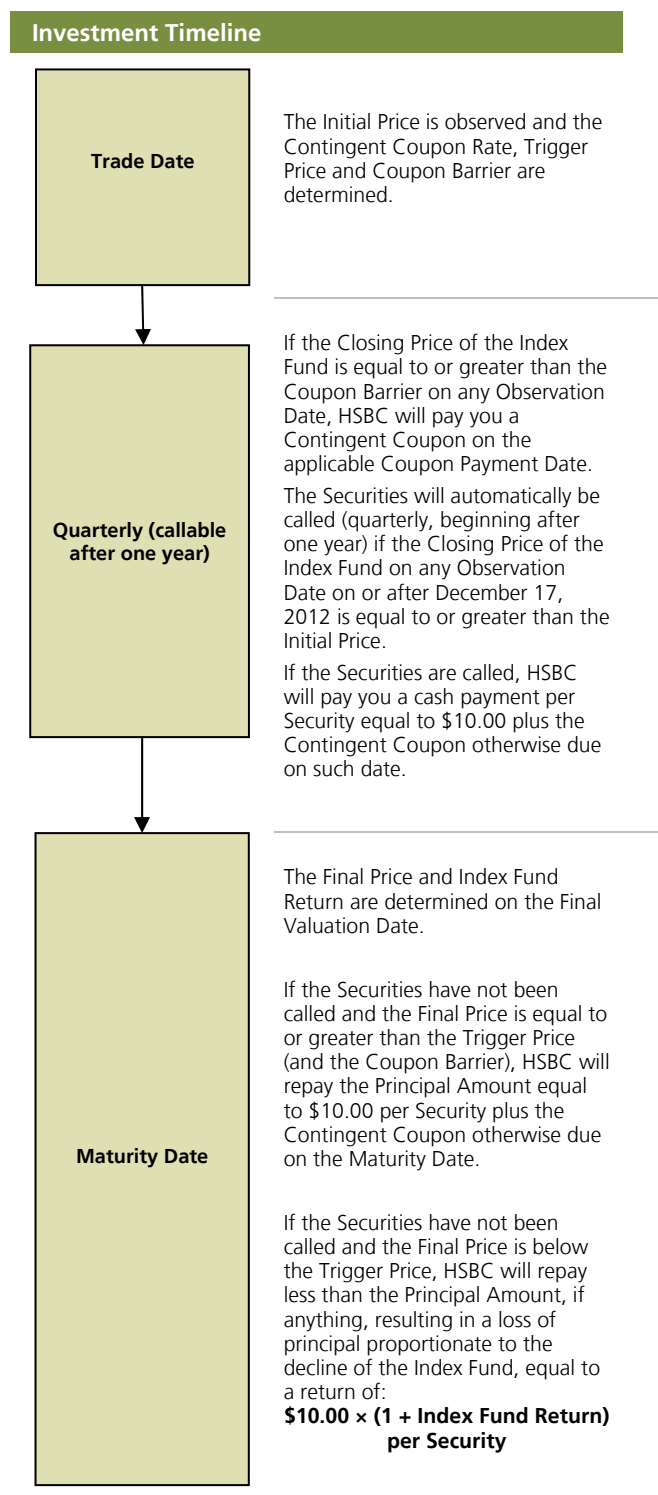 Investment Timeline
Trade Date
The Initial Price is observed and the
Contingent Coupon Rate, Trigger
Price and Coupon Barrier are
determined.
Quarterly (callable
after one year)
If the Closing Price of the Index
Fund is equal to or greater than the
Coupon Barrier on any Observation
Date, HSBC will pay you a
Contingent Coupon on the
applicable Coupon Payment Date.
The Securities will automatically be
called (quarterly, beginning after
one year) if the Closing Price of the
Index Fund on any Observation
Date on or after December 17,
2012 is equal to or greater than the
Initial Price.
If the Securities are called, HSBC
will pay you a cash payment per
Security equal to $10.00 plus the
Contingent Coupon otherwise due
on such date.
Maturity Date
The Final Price and Index Fund
Return are determined on the Final
Valuation Date.
If the Securities have not been
called and the Final Price is equal to
or greater than the Trigger Price
(and the Coupon Barrier), HSBC will
repay the Principal Amount equal
to $10.00 per Security plus the
Contingent Coupon otherwise due
on the Maturity Date.
If the Securities have not been
called and the Final Price is below
the Trigger Price, HSBC will repay
less than the Principal Amount, if
anything, resulting in a loss of
principal proportionate to the
decline of the Index Fund, equal to
a return of:
$10.00 × (1 + Index Fund Return)
per Security